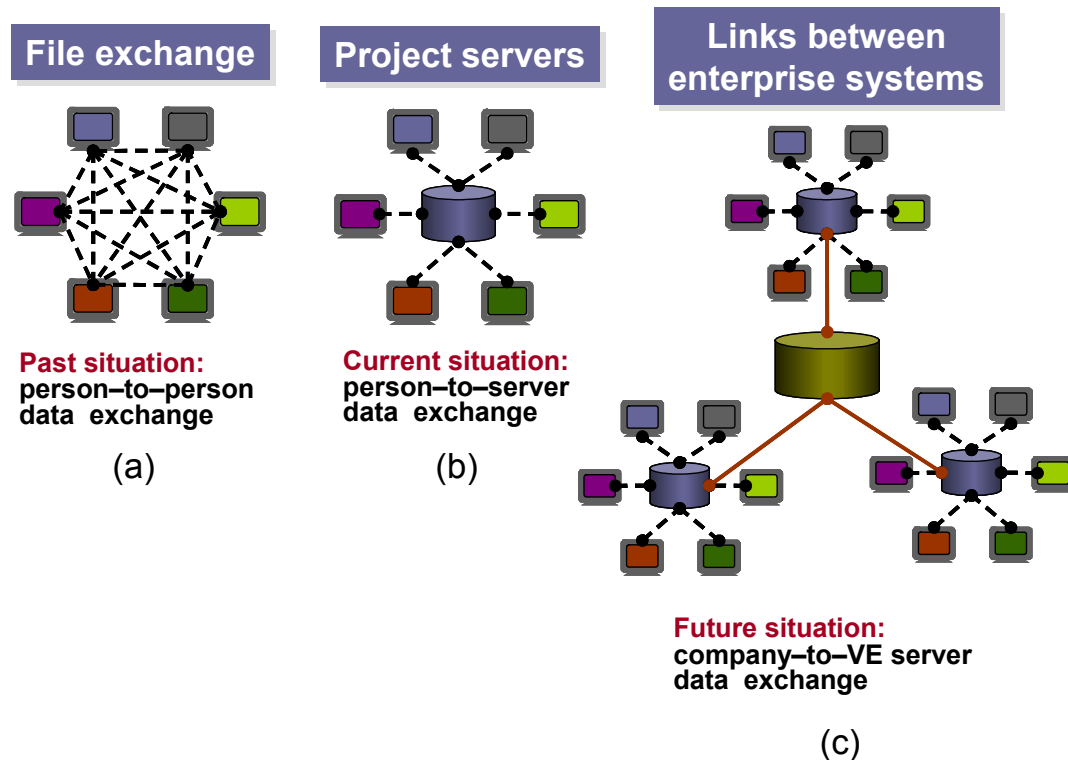 File exchange
Past situation:
person–to–person
data exchange
(a)
Project servers
Current situation:
person–to–server
data exchange
(b)
Links between
enterprise systems
Future situation:
company–to–VE server
data exchange
(c)